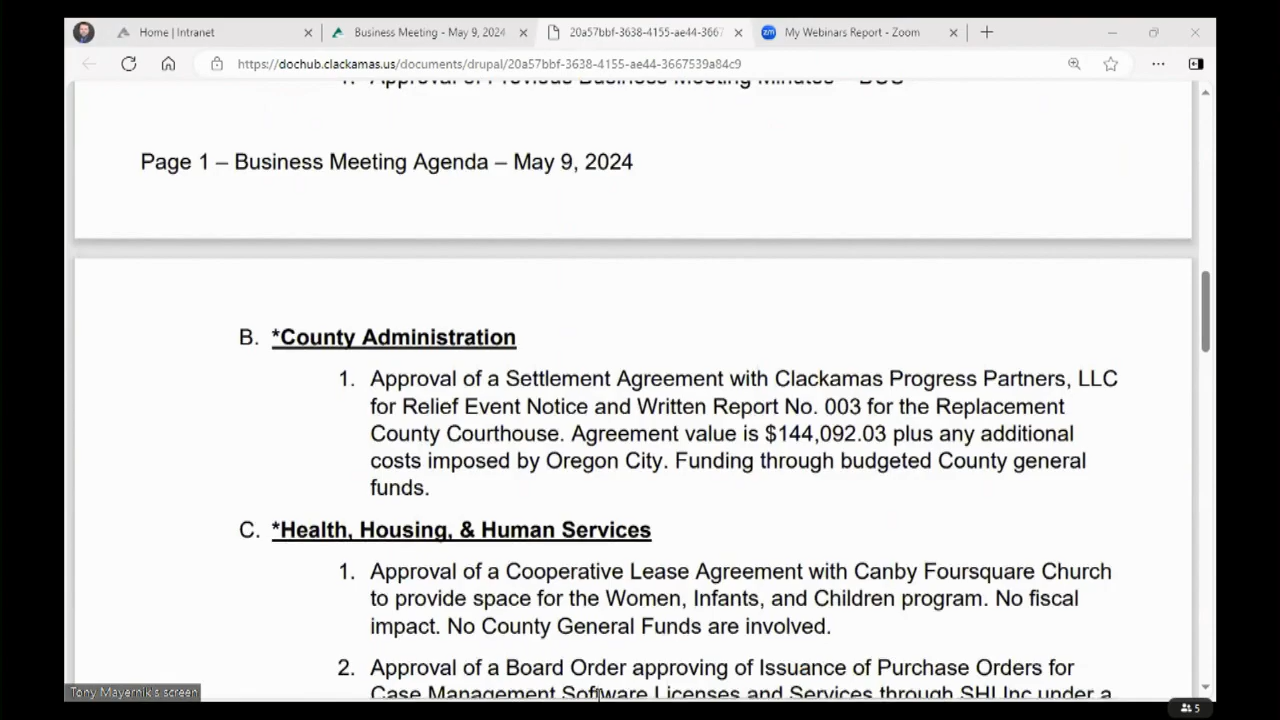 Home | Intranet
Business Meeting - May 9, 2024
20a57bbf-3638-4155-ae44-3667
zm My Webinars Report - Zoom
https://dochub.clackamas.us/documents/drupal/20a57bbf-3638-4155-ae44-3667539a84c9
1. Approval of Previous Business Meeting Minutes – BCC
Page 1 – Business Meeting Agenda – May 9, 2024
B. *County Administration
1. Approval of a Settlement Agreement with Clackamas Progress Partners, LLC
for Relief Event Notice and Written Report No. 003 for the Replacement
County Courthouse. Agreement value is $144,092.03 plus any additional
costs imposed by Oregon City. Funding through budgeted County general
funds.
C. *Health, Housing, & Human Services
1. Approval of a Cooperative Lease Agreement with Canby Foursquare Church
to provide space for the Women, Infants, and Children program. No fiscal
impact. No County General Funds are involved.
2. Approval of a Board Order approving of Issuance of Purchase Orders for
Case Management Software Licenses and Services through SHI Inc under a
Tony Mayernik's screen
5